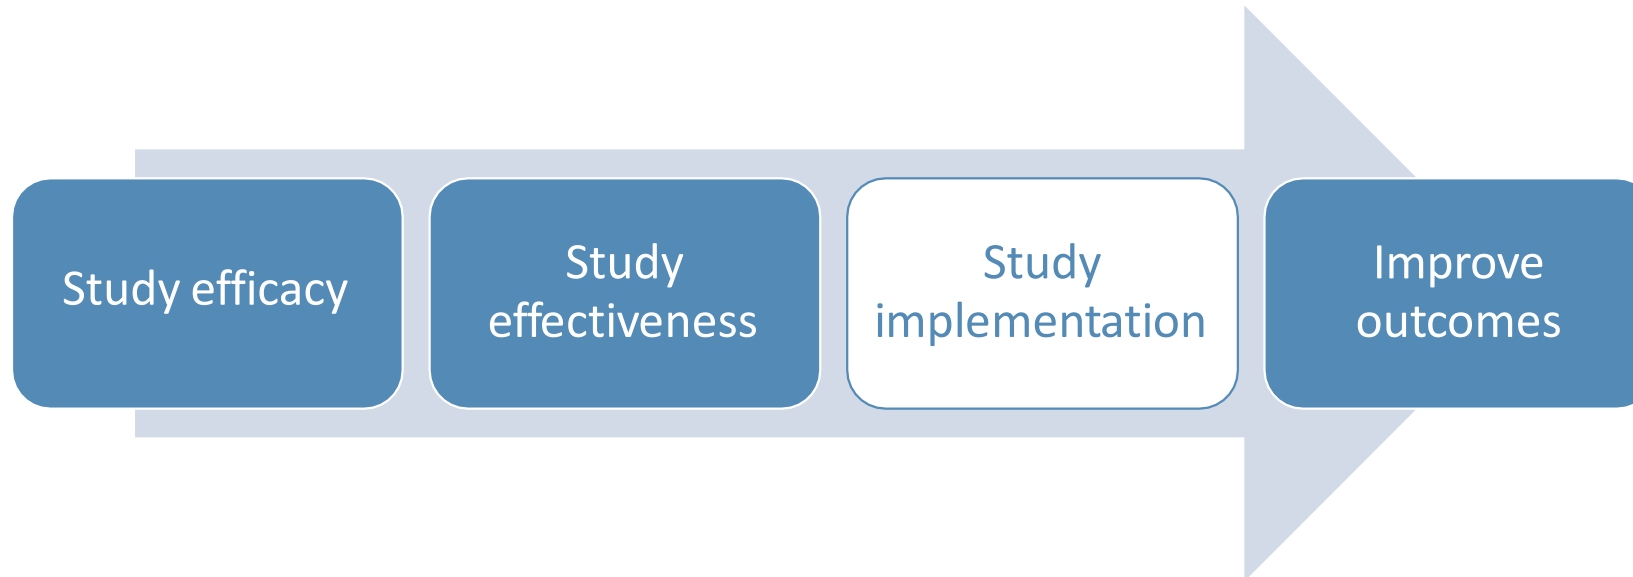 Study efficacy
Study
effectiveness
Study
implementation
Improve
outcomes